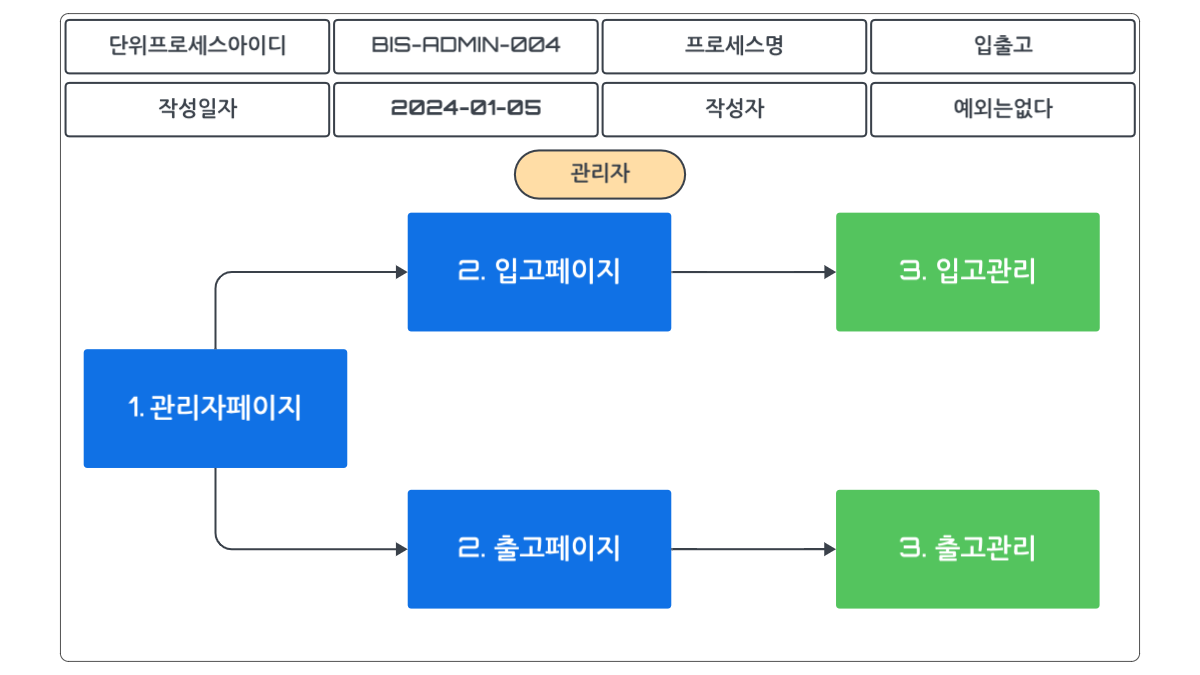 단위프로세스아이디
BIS-ADMIN-004
프로세스명
입출고
작성일자
2024-01-05
작성자
예외는없다
관리자
2. 입고페이지
3. 입고관리
1. 관리자페이지
2. 출고페이지
3. 출고관리